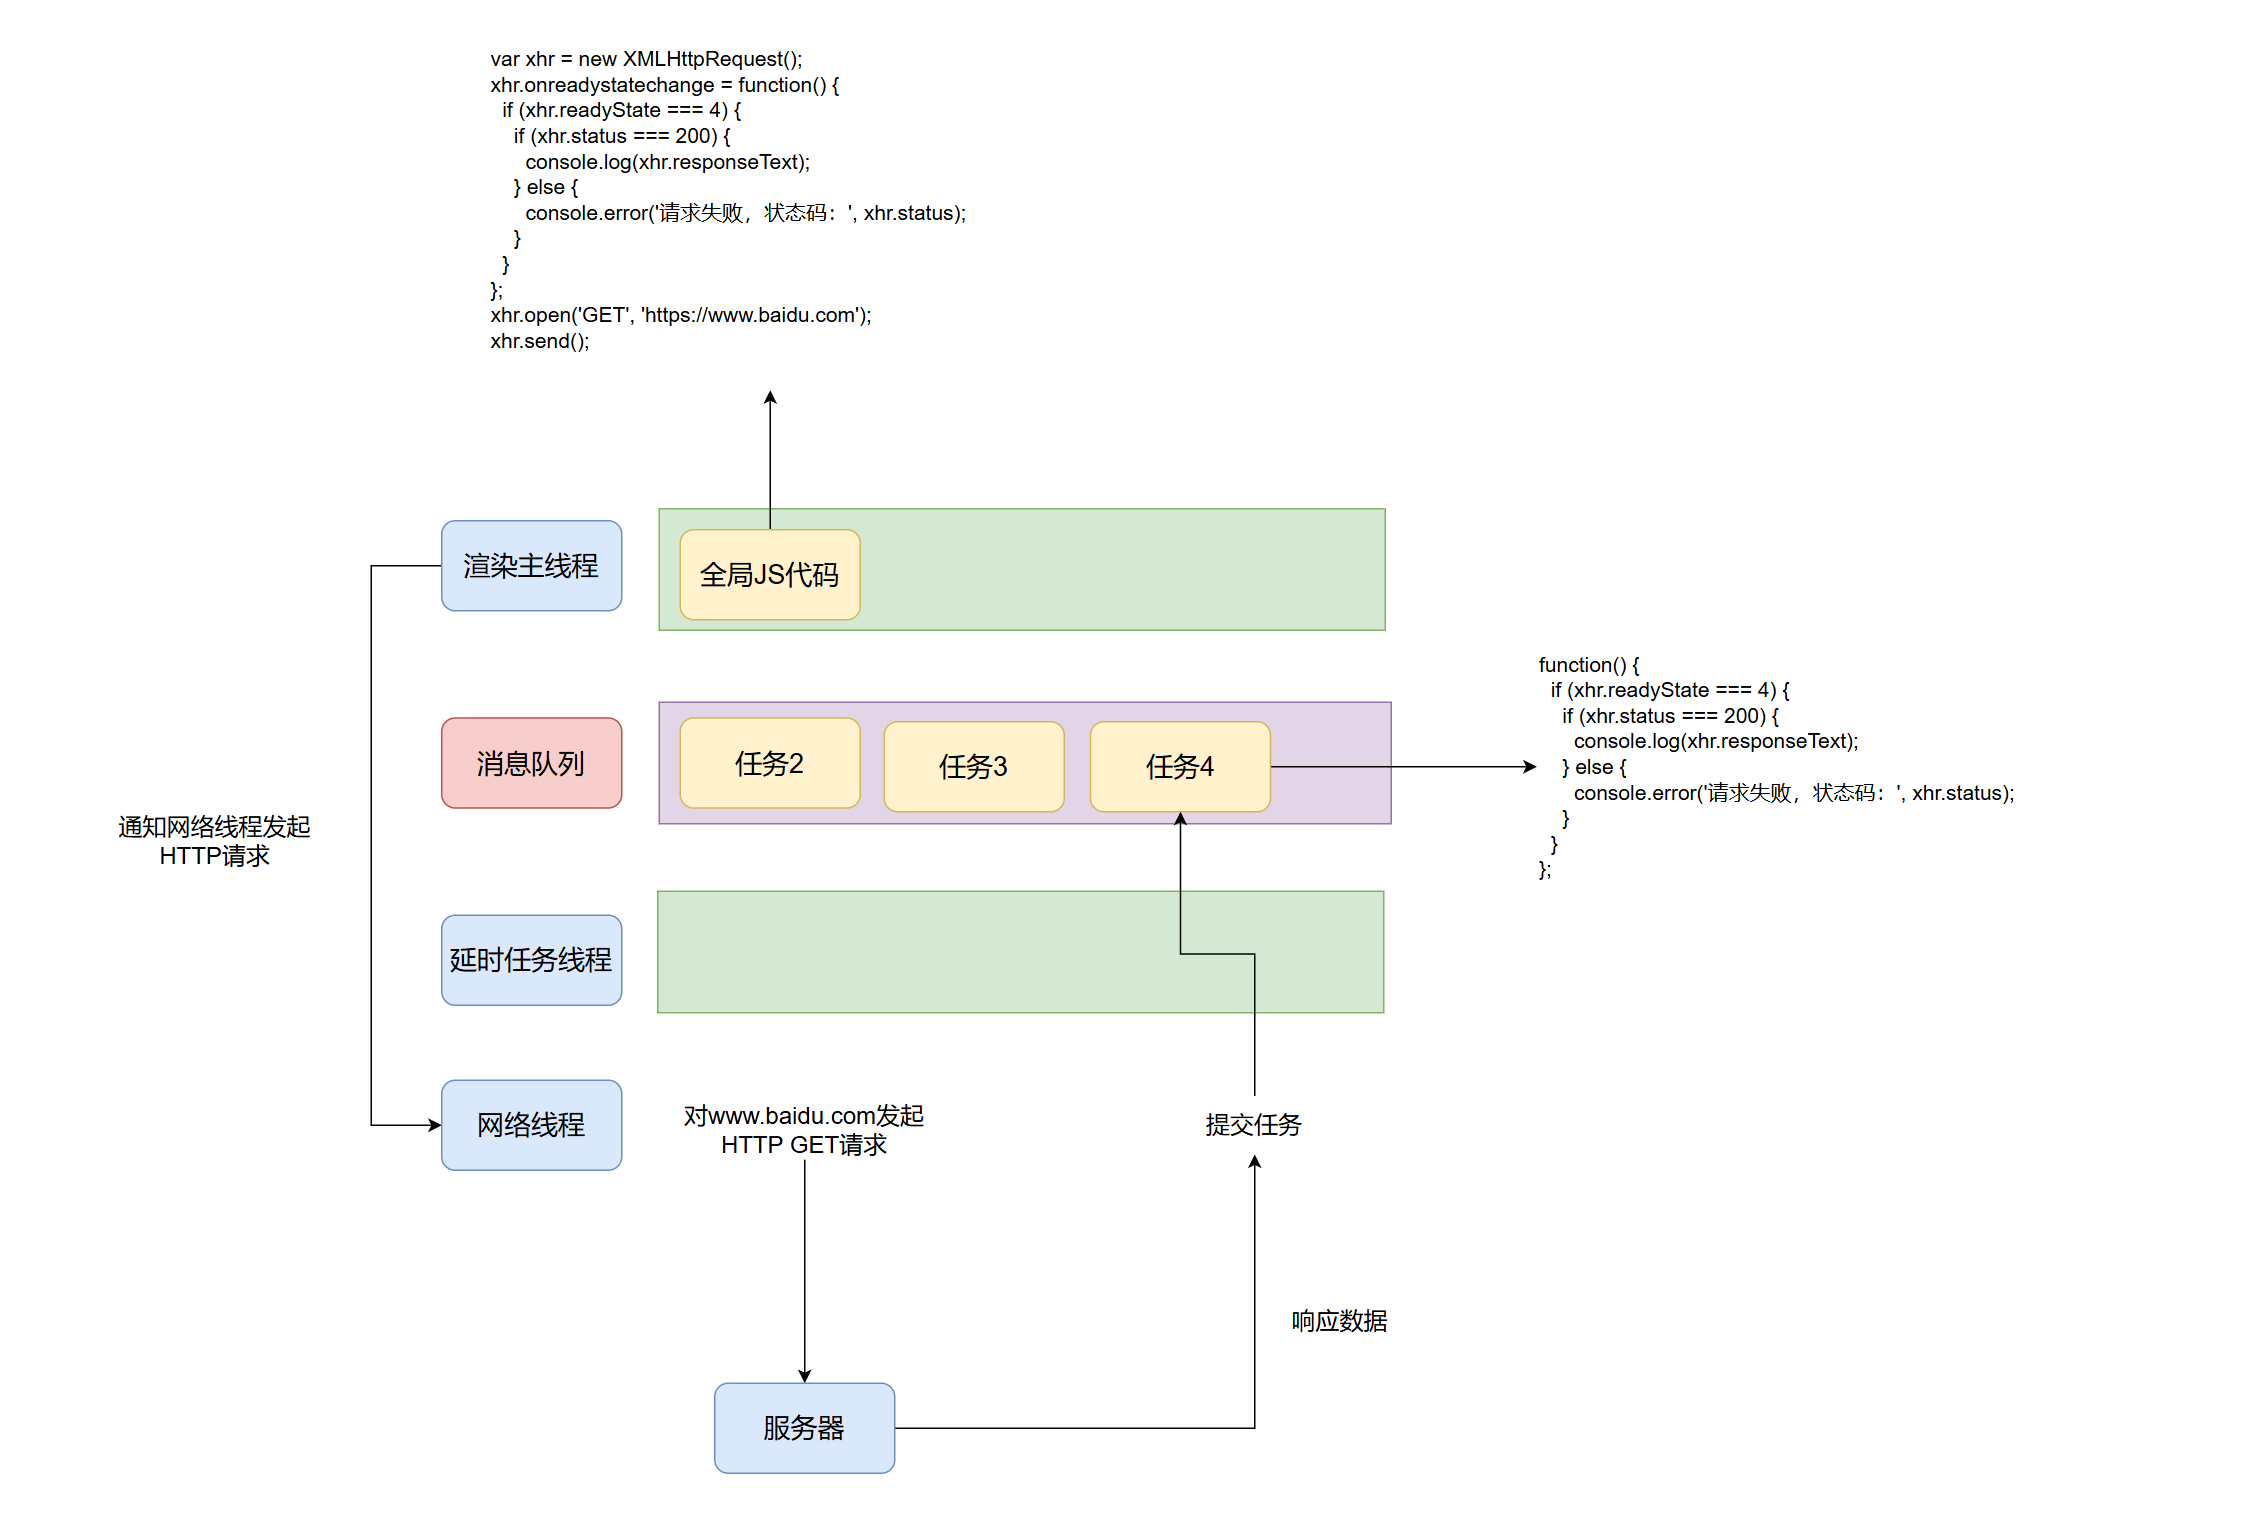 var xhr = new XMLHttpRequest();
xhr.onreadystatechange = function() {
  if (xhr.readyState === 4) {
    if (xhr.status === 200) {
      console.log(xhr.responseText);
    } else {
      console.error('请求失败，状态码：', xhr.status);
    }
  }
};
xhr.open('GET', 'https://www.baidu.com');
xhr.send();
渲染主线程
全局JS代码
消息队列
任务2
任务3
任务4
function() {
  if (xhr.readyState === 4) {
    if (xhr.status === 200) {
      console.log(xhr.responseText);
    } else {
      console.error('请求失败，状态码：', xhr.status);
    }
  }
};
通知网络线程发起
HTTP请求
延时任务线程
网络线程
对www.baidu.com发起
HTTP GET请求
提交任务
响应数据
服务器